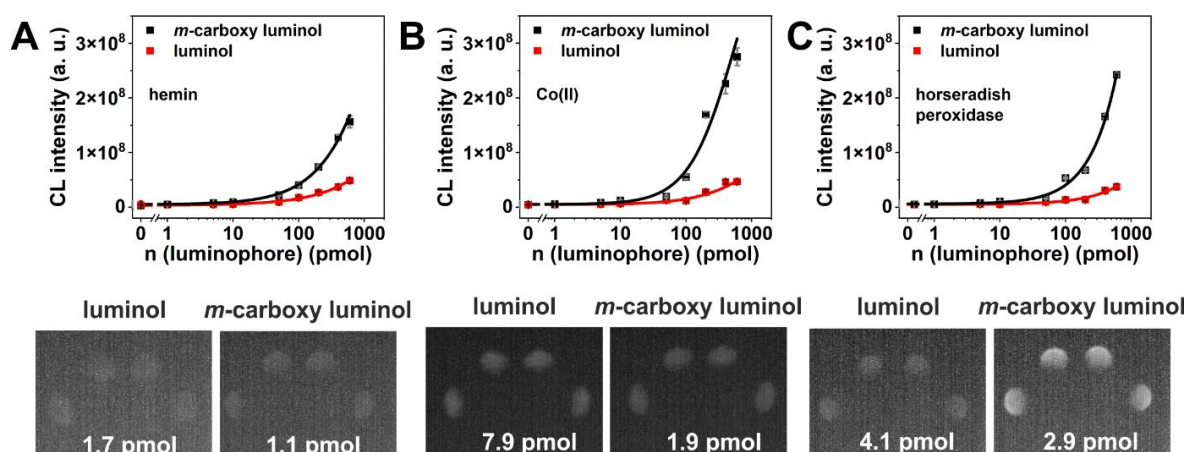 A
m-carboxy luminol
luminol
hemin
CL intensity (a. u.)
3×10⁸
2×10⁸
1×10⁸
0
0 1 10 100 1000
n (luminophore) (pmol)
B
m-carboxy luminol
luminol
Co(II)
CL intensity (a. u.)
3×10⁸
2×10⁸
1×10⁸
0
0 1 10 100 1000
n (luminophore) (pmol)
C
m-carboxy luminol
luminol
horseradish
peroxidase
CL intensity (a. u.)
3×10⁸
2×10⁸
1×10⁸
0
0 1 10 100 1000
n (luminophore) (pmol)
luminol
m-carboxy luminol
1.7 pmol
1.1 pmol
luminol
m-carboxy luminol
7.9 pmol
1.9 pmol
luminol
m-carboxy luminol
4.1 pmol
2.9 pmol